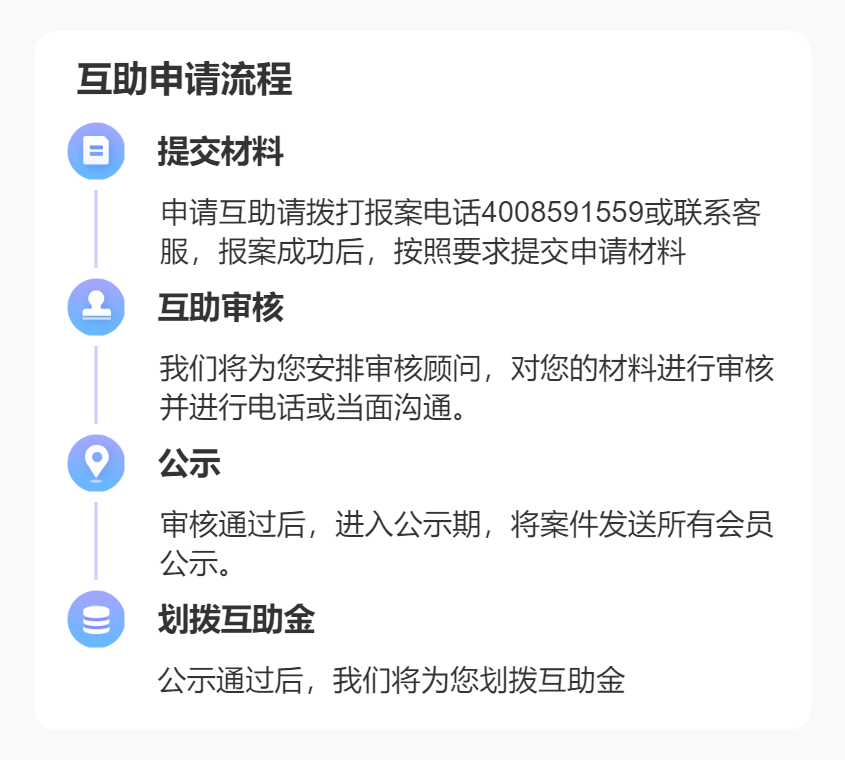 互助申请流程
提交材料
申请互助请拨打报案电话4008591559或联系客
服，报案成功后，按照要求提交申请材料
互助审核
我们将为您安排审核顾问，对您的材料进行审核
并进行电话或当面沟通。
公示
审核通过后，进入公示期，将案件发送所有会员
公示。
划拨互助金
公示通过后，我们将为您划拨互助金